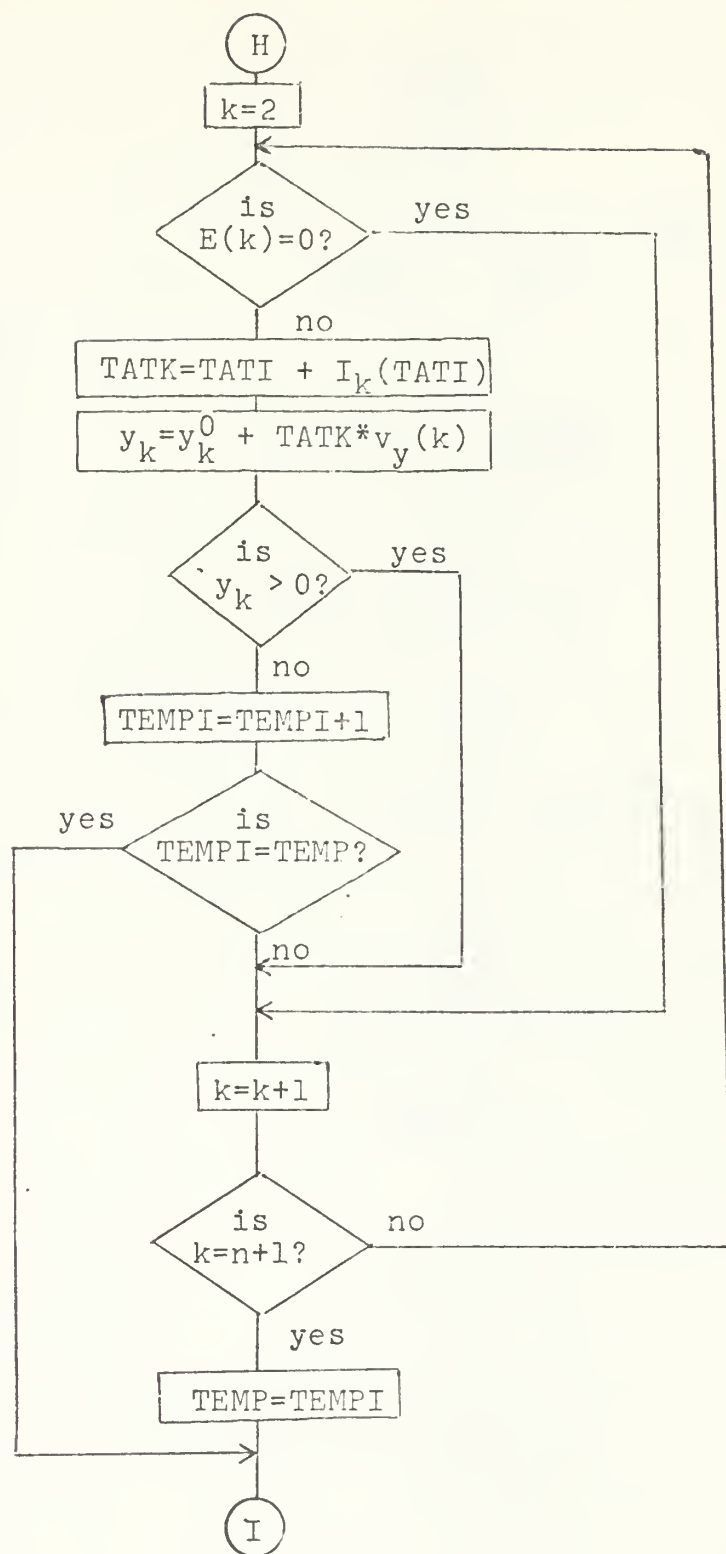 H
k=2
is
E(k)=0?
yes
no
TATK=TATI + I_k(TATI)
y_k=y_k^0 + TATK*v_y(k)
is
y_k > 0?
yes
no
TEMPI=TEMPI+1
yes
is
TEMPI=TEMP?
no
k=k+1
is
k=n+1?
no
yes
TEMP=TEMPI
I